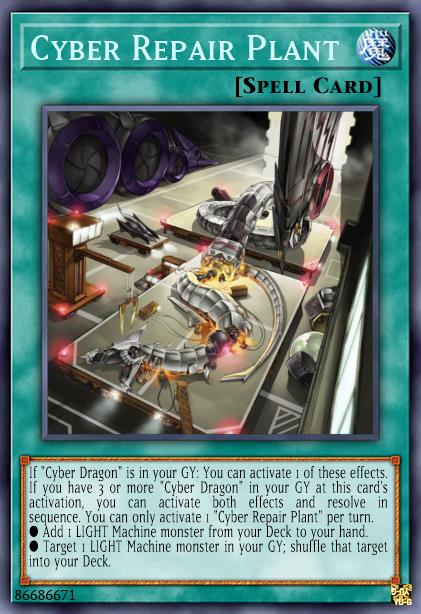 Cyber Repair Plant
[Spell Card]
If "Cyber Dragon" is in your GY: You can activate 1 of these effects.
If you have 3 or more "Cyber Dragon" in your GY at this card's
activation, you can activate both effects and resolve in
sequence. You can only activate 1 "Cyber Repair Plant" per turn.
● Add 1 LIGHT Machine monster from your Deck to your hand.
● Target 1 LIGHT Machine monster in your GY; shuffle that target
into your Deck.
86686671